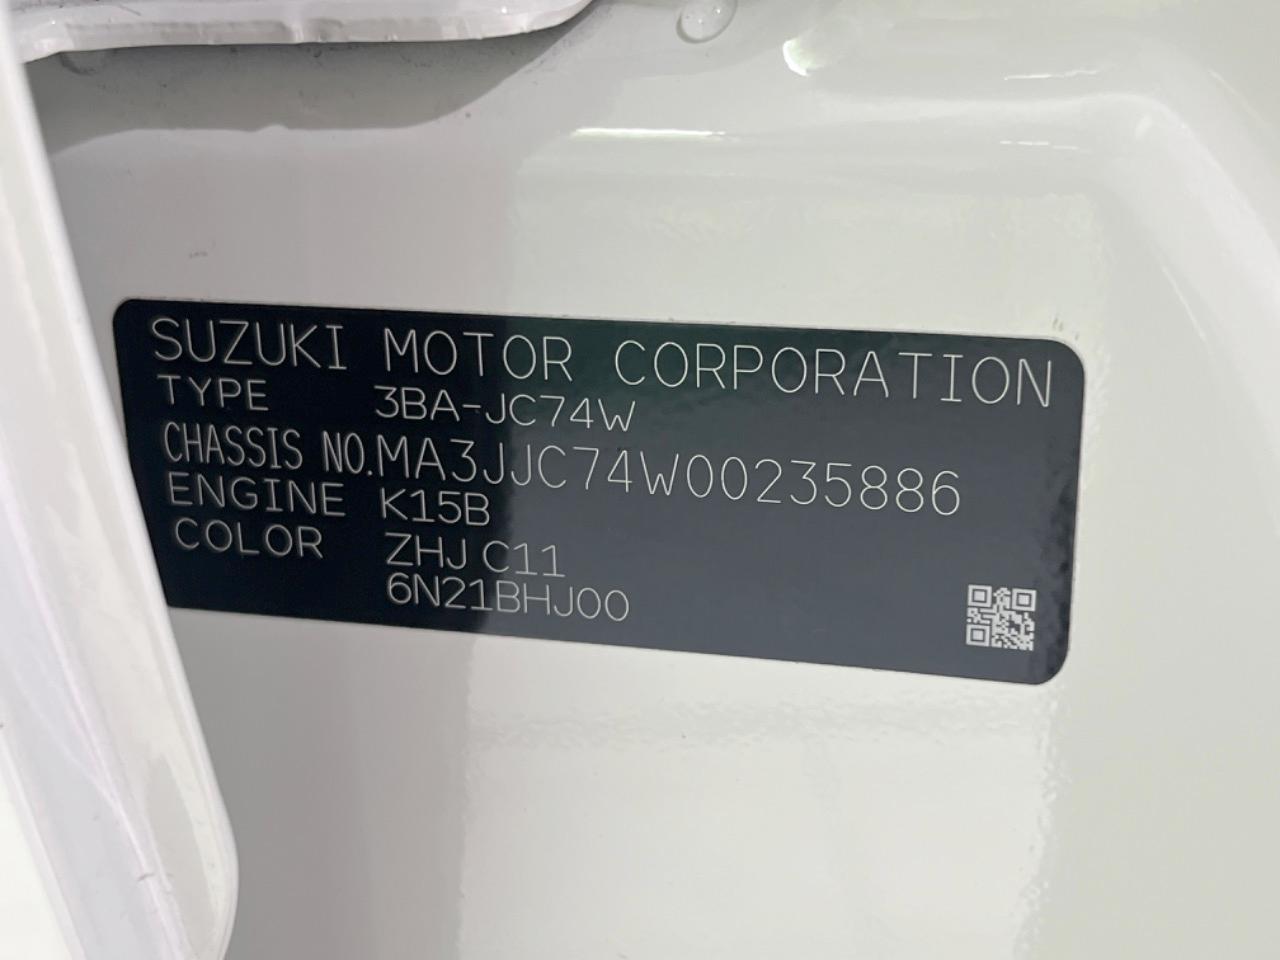 SUZUKI MOTOR CORPORATION
TYPE 3BA-JC74W
CHASSIS NO. MA3JJC74W00235886
ENGINE K15B
COLOR ZHJ C11
6N21BHJ00